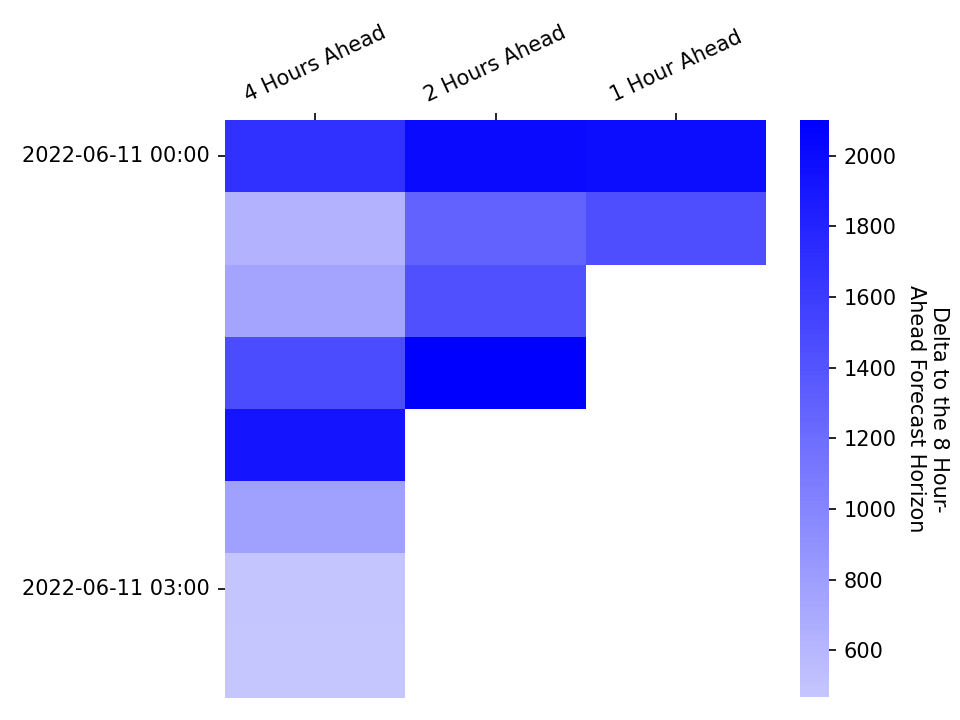 4 Hours Ahead
2 Hours Ahead
1 Hour Ahead
2022-06-11 00:00
2022-06-11 03:00
2000
1800
1600
1400
1200
1000
800
600
Delta to the 8 Hour-
Ahead Forecast Horizon